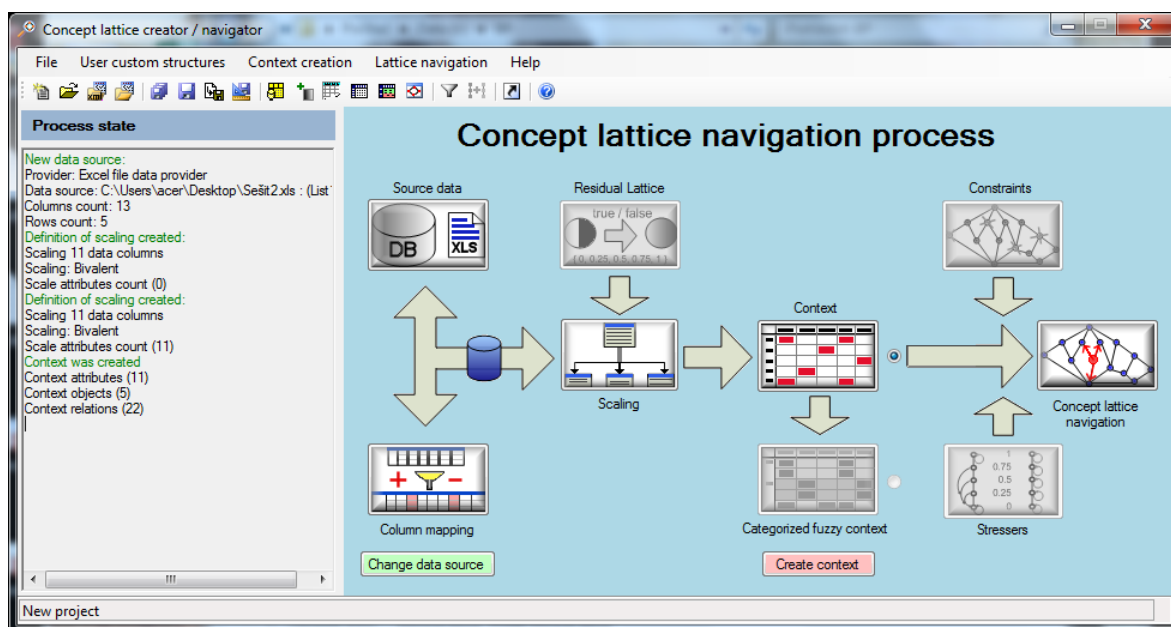 Concept lattice creator / navigator
File User custom structures Context creation Lattice navigation Help
Process state
New data source:
Provider: Excel file data provider
Data source: C:\Users\acer\Desktop\Sešit2.xls : (List
Columns count: 13
Rows count: 5
Definition of scaling created:
Scaling 11 data columns
Scaling: Bivalent
Scale attributes count (0)
Definition of scaling created:
Scaling 11 data columns
Scaling: Bivalent
Scale attributes count (11)
Context was created
Context attributes (11)
Context objects (5)
Context relations (22)
Concept lattice navigation process
Source data
DB
XLS
Residual Lattice
true / false
{ 0, 0.25, 0.5, 0.75, 1 }
Constraints
Scaling
Context
Concept lattice
navigation
Column mapping
Categorized fuzzy context
1
0.75
0.5
0.25
0
Stressers
Change data source
Create context
New project